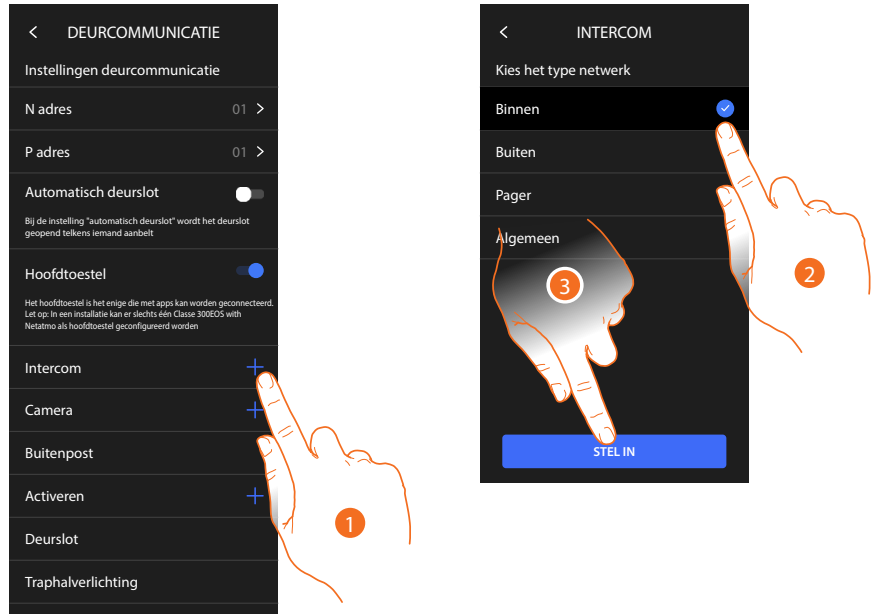 DEURCOMMUNICATIE
Instellingen deurcommunicatie
N adres 01
P adres 01
Automatisch deurslot
Bij de instelling "automatisch deurslot" wordt het deurslot
geopend telkens iemand aanbelt
Hoofdtoestel
Het hoofdtoestel is het enige die met apps kan worden geconnecteerd.
Let op: In een installatie kan er slechts één Classe 300EOS with
Netatmo als hoofdtoestel geconfigureerd worden
Intercom
Camera
Buitenpost
Activeren
Deurslot
Traphalverlichting
1
INTERCOM
Kies het type netwerk
Binnen
Buiten
Pager
Algemeen
STEL IN
2
3